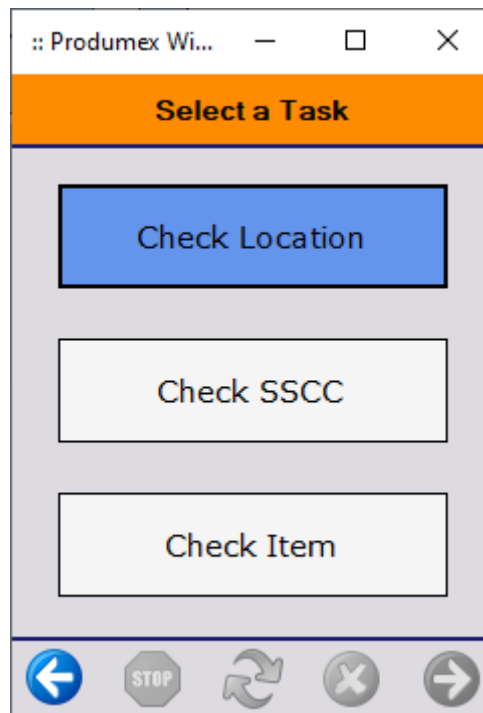 :: Produmex Wi...
Select a Task
Check Location
Check SSCC
Check Item
STOP